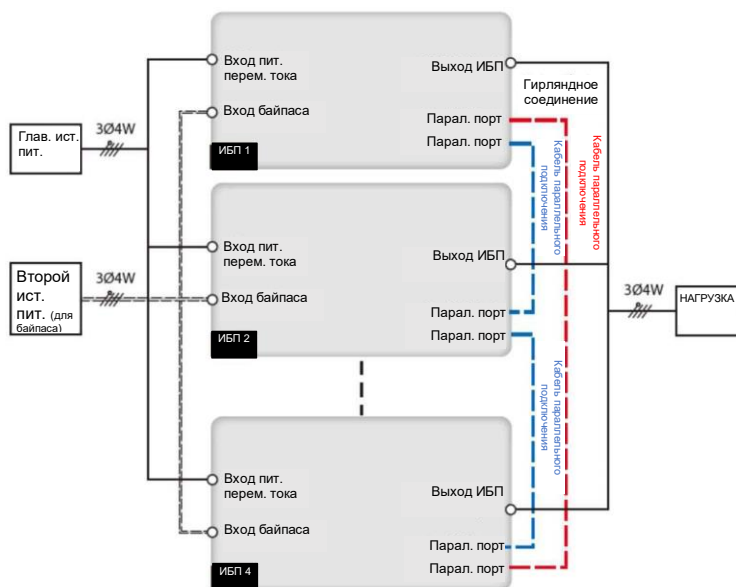 Вход пит.
перем. тока
Выход ИБП
Гирляндное
соединение
Вход байпаса
Парал. порт
Парал. порт
ИБП 1
Глав. ист.
пит.
3Ø4W
Кабель параллельного
подключения
Кабель параллельного
подключения
Вход пит.
перем. тока
Выход ИБП
Второй
ист.
пит. (для
байпаса)
3Ø4W
Вход байпаса
Парал. порт
Парал. порт
ИБП 2
3Ø4W
НАГРУЗКА
Кабель параллельного
подключения
Вход пит.
перем. тока
Выход ИБП
Вход байпаса
Парал. порт
Парал. порт
ИБП 4